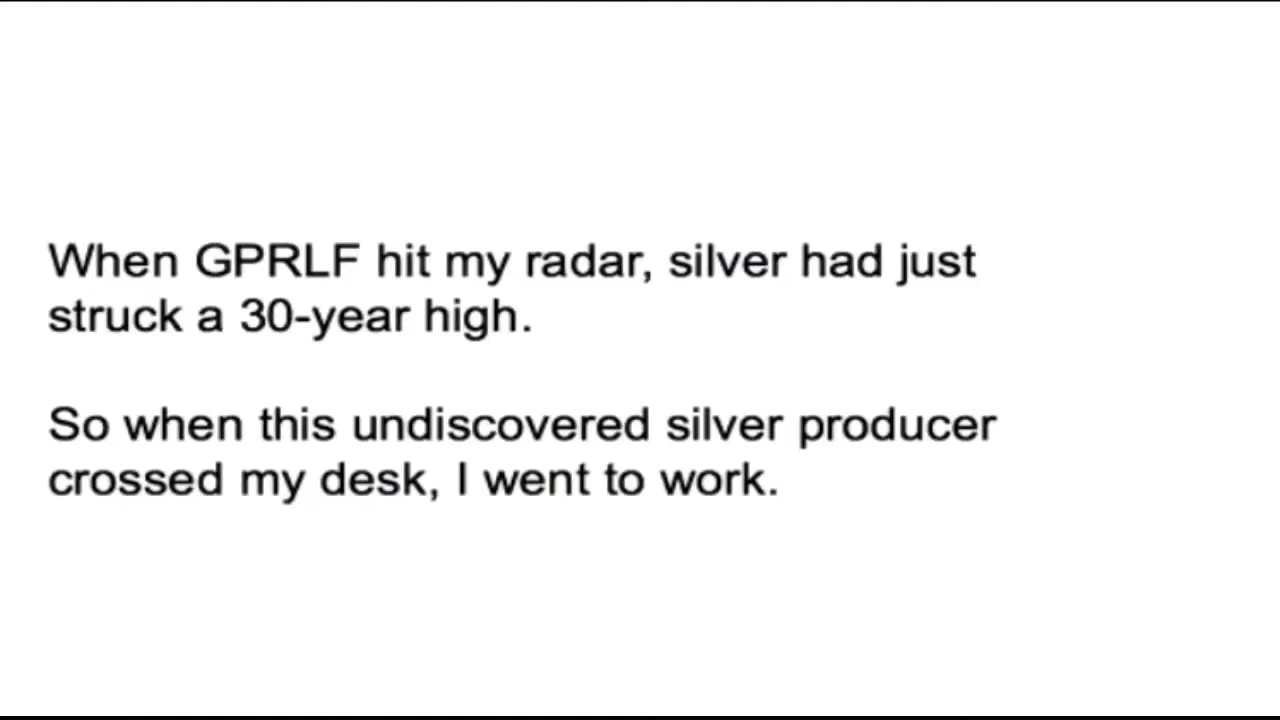 When GPRLF hit my radar, silver had just
struck a 30-year high.
So when this undiscovered silver producer
crossed my desk, I went to work.